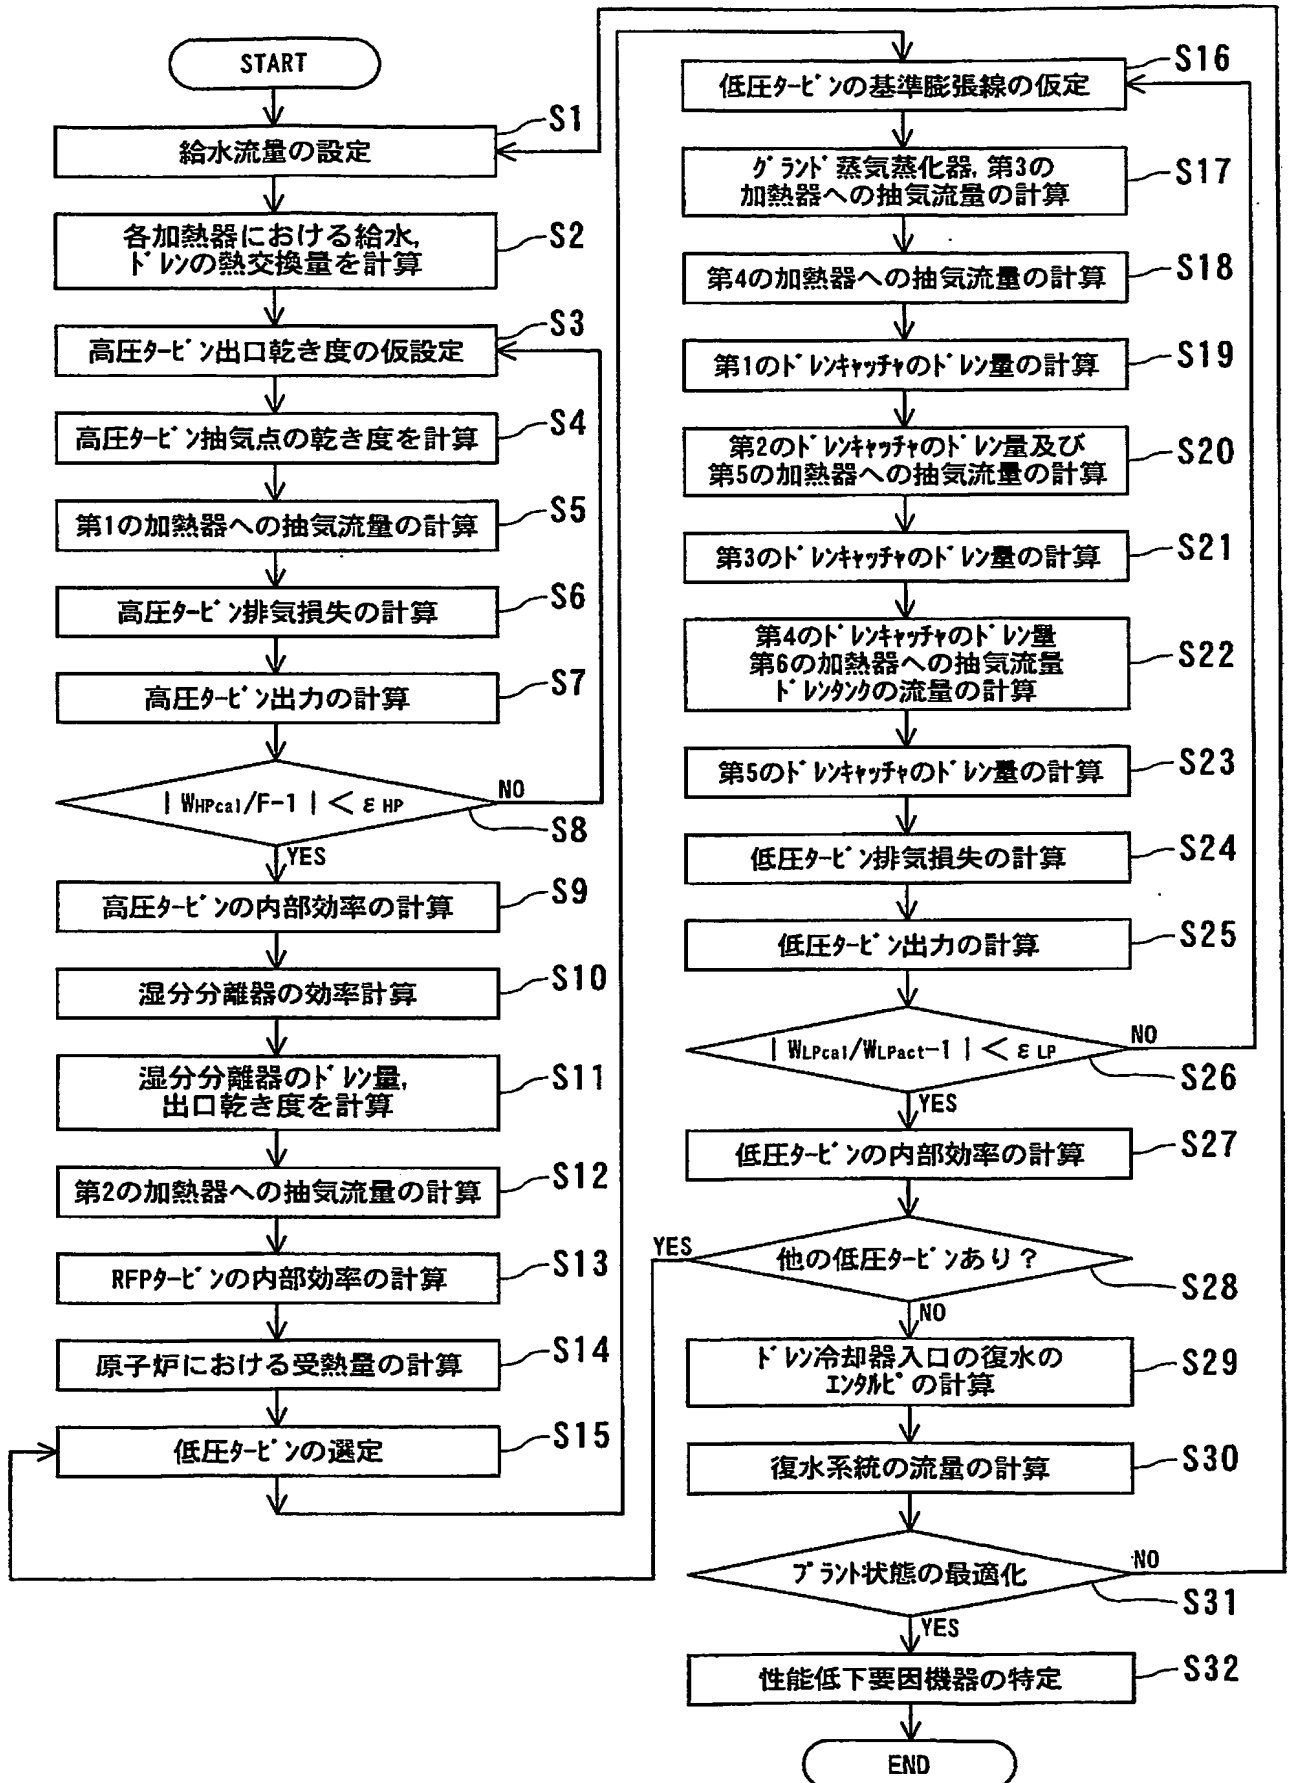 START
給水流量の設定
S1
各加熱器における給水,
ドレンの熱交換量を計算
S2
高圧タービン出口乾き度の仮設定
S3
高圧タービン抽気点の乾き度を計算
S4
第1の加熱器への抽気流量の計算
S5
高圧タービン排気損失の計算
S6
高圧タービン出力の計算
S7
| WHPcal/F-1 | < ε HP
NO
S8
YES
高圧タービンの内部効率の計算
S9
湿分分離器の効率計算
S10
湿分分離器のドレン量,
出口乾き度を計算
S11
第2の加熱器への抽気流量の計算
S12
RFPタービンの内部効率の計算
S13
原子炉における受熱量の計算
S14
低圧タービンの選定
S15
低圧タービンの基準膨張線の仮定
S16
グランド蒸気蒸化器, 第3の
加熱器への抽気流量の計算
S17
第4の加熱器への抽気流量の計算
S18
第1のドレンキャッチャのドレン量の計算
S19
第2のドレンキャッチャのドレン量及び
第5の加熱器への抽気流量の計算
S20
第3のドレンキャッチャのドレン量の計算
S21
第4のドレンキャッチャのドレン量
第6の加熱器への抽気流量
ドレンタンクの流量の計算
S22
第5のドレンキャッチャのドレン量の計算
S23
低圧タービン排気損失の計算
S24
低圧タービン出力の計算
S25
| WLPcal/WLPact-1 | < ε LP
NO
S26
YES
低圧タービンの内部効率の計算
S27
YES
他の低圧タービンあり?
S28
NO
ドレン冷却器入口の復水の
エンタルピの計算
S29
復水系統の流量の計算
S30
プラント状態の最適化
NO
S31
YES
性能低下要因機器の特定
S32
END